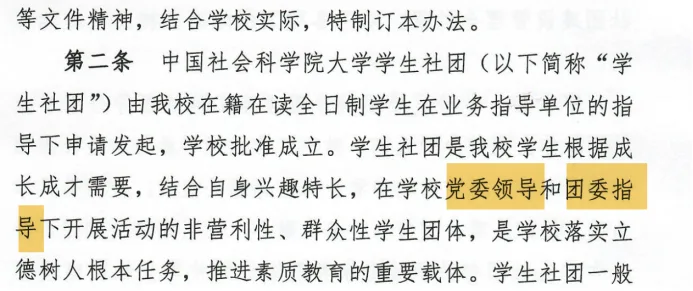 等文件精神，结合学校实际，特制订本办法。
第二条 中国社会科学院大学学生社团（以下简称“学
生社团”）由我校在籍在读全日制学生在业务指导单位的指
导下申请发起，学校批准成立。学生社团是我校学生根据成
长成才需要，结合自身兴趣特长，在学校党委领导和团委指
导下开展活动的非营利性、群众性学生团体，是学校落实立
德树人根本任务，推进素质教育的重要载体。学生社团一般